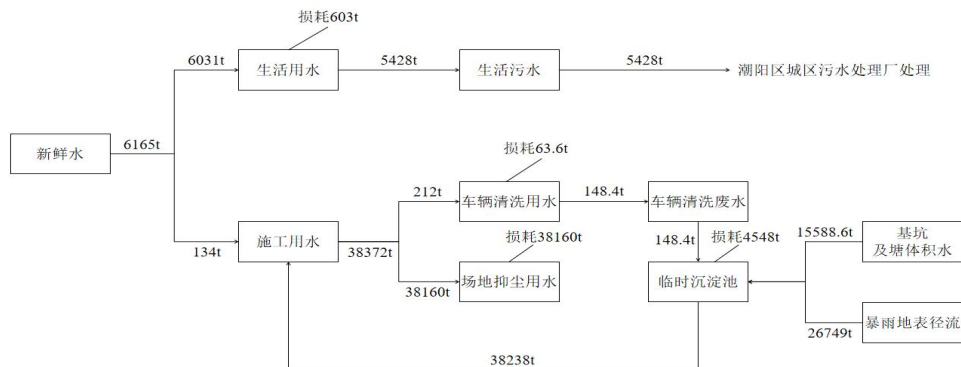 损耗603t
6031t
生活用水
5428t
生活污水
5428t
潮阳区城区污水处理厂处理
新鲜水
6165t
损耗63.6t
212t
车辆清洗用水
148.4t
车辆清洗废水
134t
施工用水
38372t
148.4t
损耗4548t
15588.6t
基坑
及塘体积水
损耗38160t
38160t
场地抑尘用水
临时沉淀池
26749t
暴雨地表径流
38238t